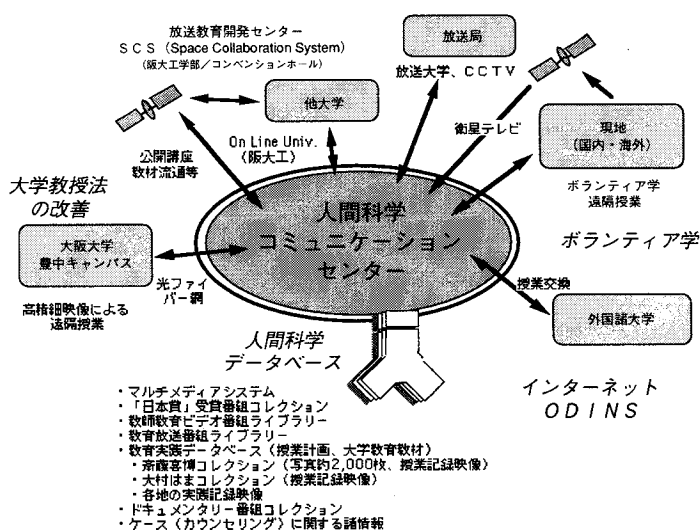 放送教育開発センター
SCS (Space Collaboration System)
(阪大工学部/コンベンションホール)
放送局
放送大学、CCTV
他大学
衛星テレビ
現地
(国内・海外)
On Line Univ.
(阪大工)
公開講座
教材流通等
ボランティア学
遠隔授業
大学教授法
の改善
人間科学
コミュニケーション
センター
ボランティア学
大阪大学
豊中キャンパス
光ファイ
バー網
授業交換
高精細映像による
遠隔授業
外国諸大学
人間科学
データベース
インターネット
ODINS
・マルチメディアシステム
・「日本賞」受賞番組コレクション
・教師教育ビデオ番組ライブラリー
・教育放送番組ライブラリー
・教育実践データベース(授業計画、大学教育教材)
・斎藤喜博コレクション(写真約2,000枚、授業記録映像)
・大村はまコレクション(授業記録映像)
・各地の実践記録映像
・ドキュメンタリー番組コレクション
・ケース(カウンセリング)に関する諸情報